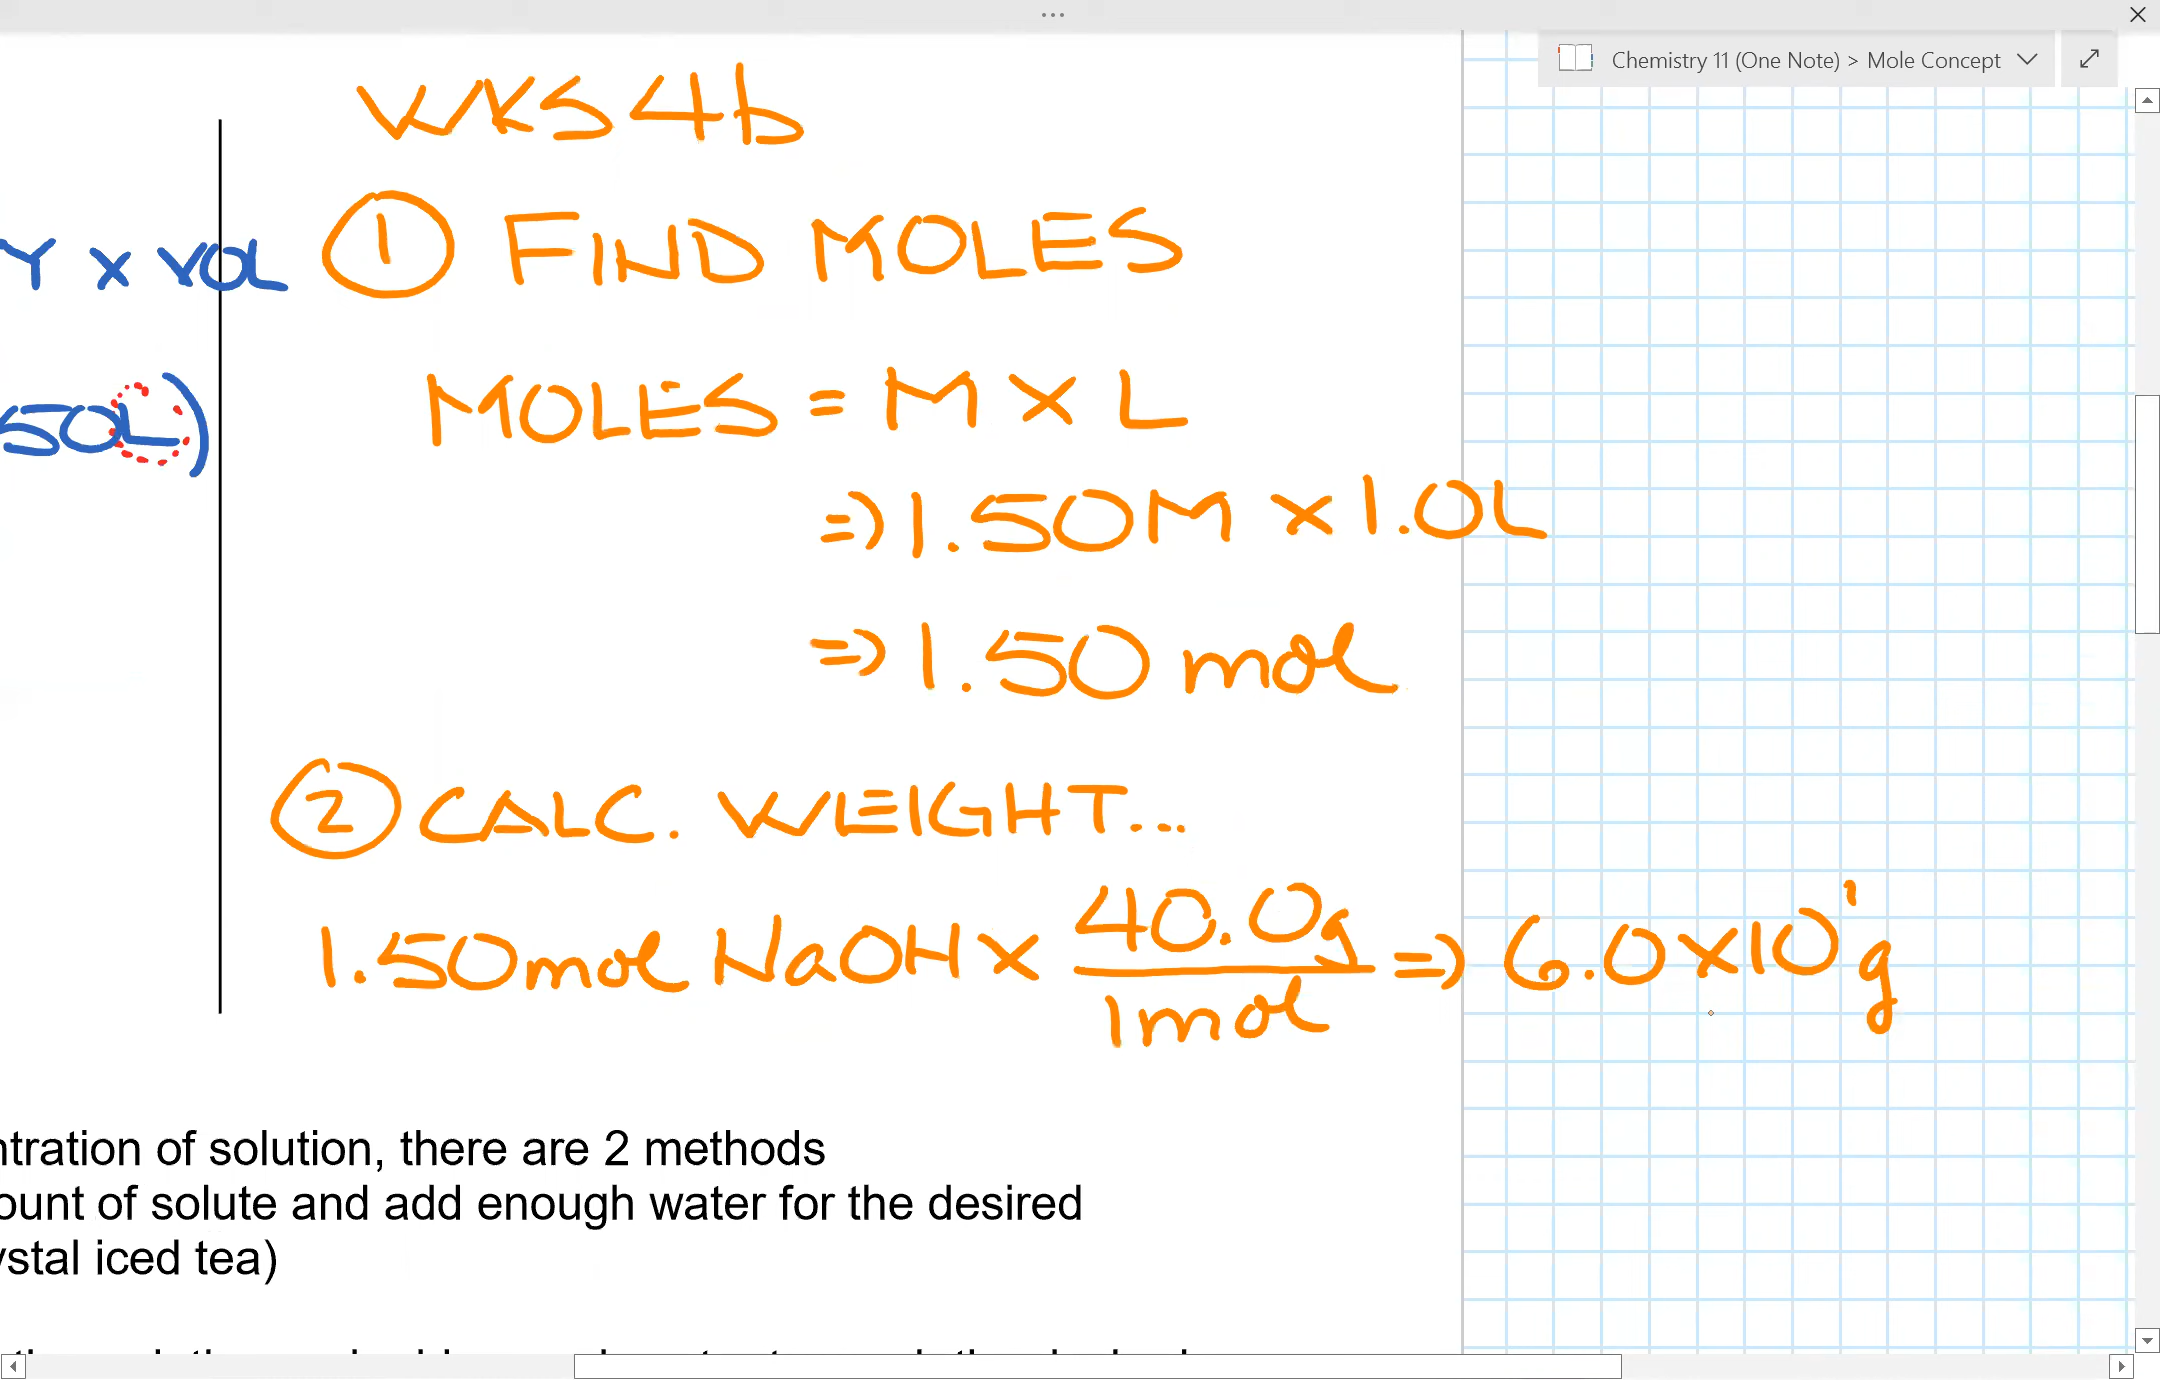 Chemistry 11 (One Note) > Mole Concept
WKS 4b
Y x VOL
① FIND MOLES
50L)
MOLES = M x L
=> 1.50M x 1.0L
=> 1.50 mol
② CALC. WEIGHT...
1.50mol NaOH x 40.0g / 1mol => 6.0x10¹g
ntration of solution, there are 2 methods
ount of solute and add enough water for the desired
ystal iced tea)